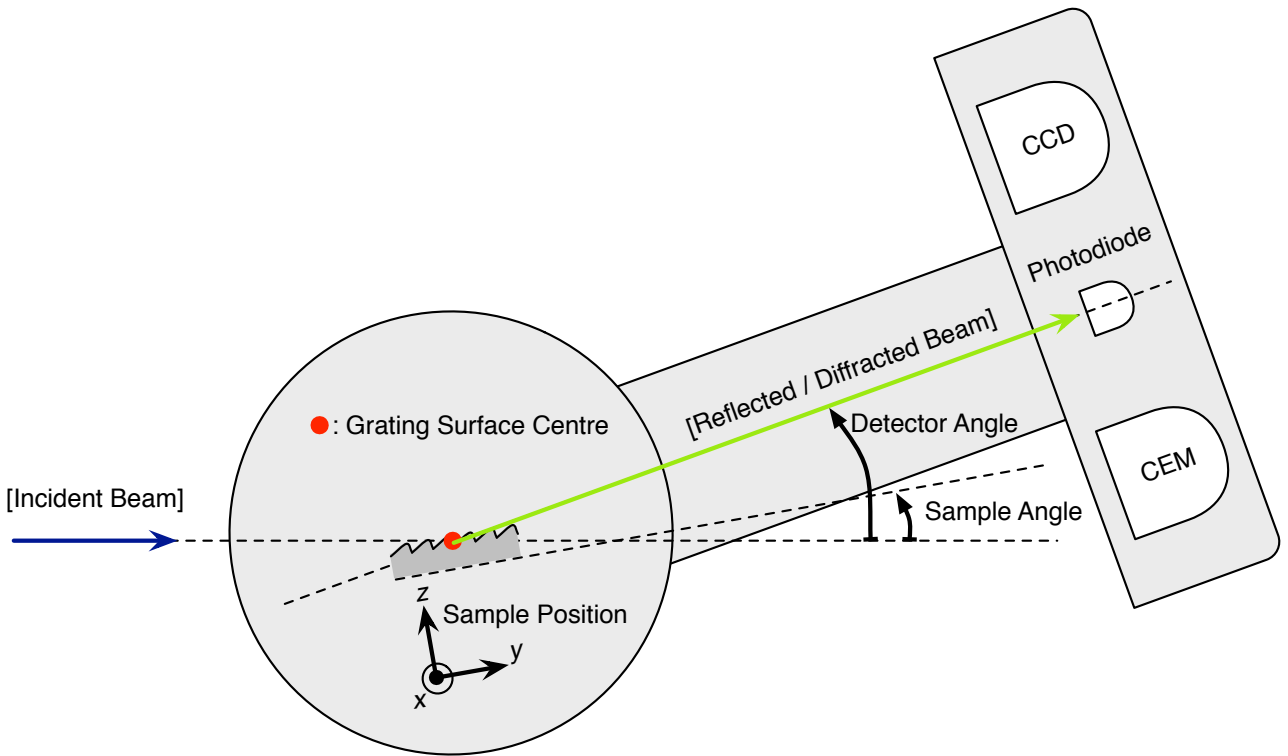 CCD
Photodiode
[Reflected / Diffracted Beam]
: Grating Surface Centre
Detector Angle
CEM
[Incident Beam]
Sample Angle
z
Sample Position
y
x